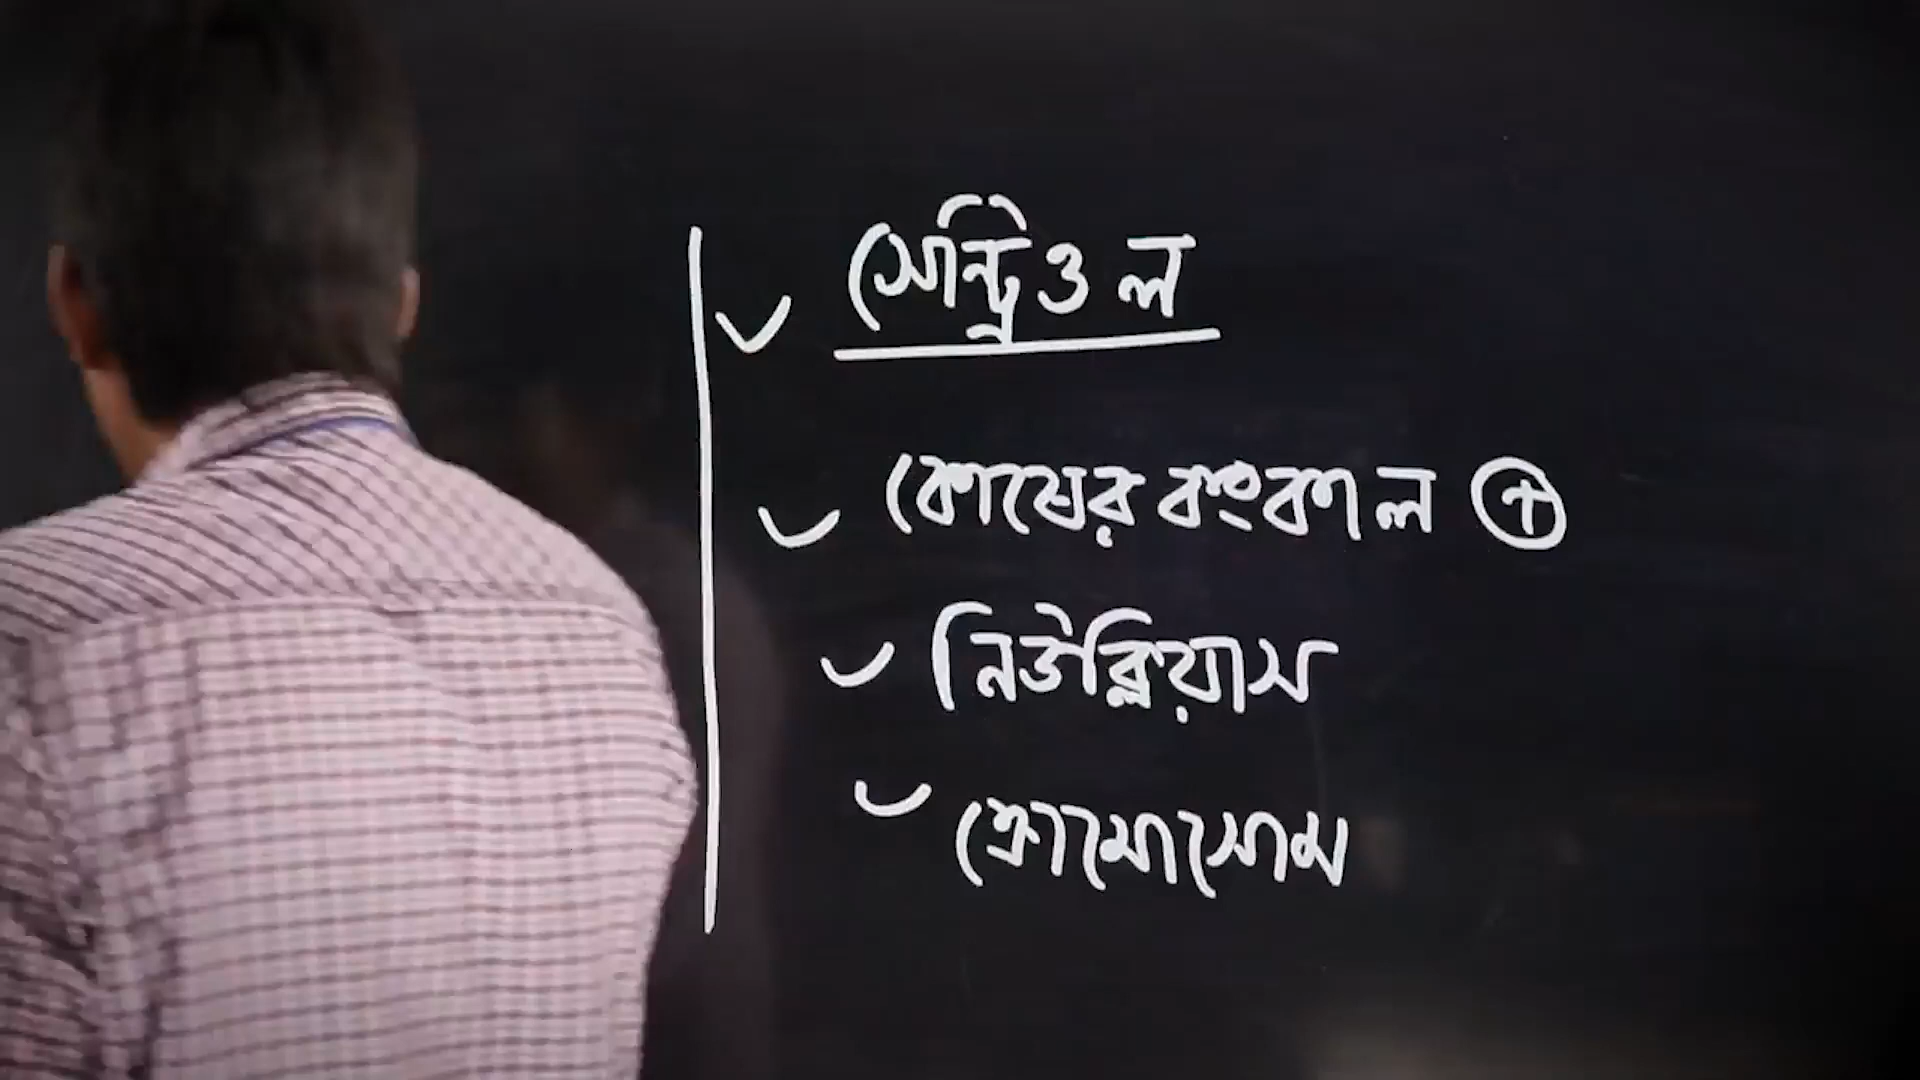 সেন্ট্রিওল
কোষের কংকাল +
নিউক্লিয়াস
ক্রোমোসোম